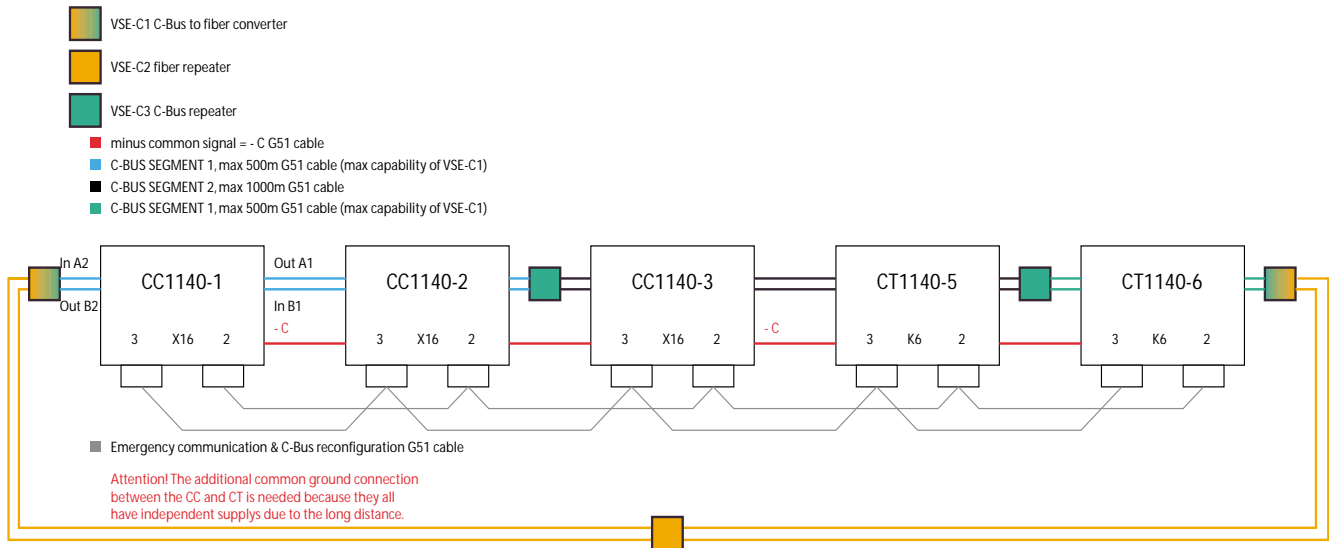 VSE-C1 C-Bus to fiber converter
VSE-C2 fiber repeater
VSE-C3 C-Bus repeater
minus common signal = - C G51 cable
C-BUS SEGMENT 1, max 500m G51 cable (max capability of VSE-C1)
C-BUS SEGMENT 2, max 1000m G51 cable
C-BUS SEGMENT 1, max 500m G51 cable (max capability of VSE-C1)
In A2
Out B2
CC1140-1
Out A1
In B1
- C
CC1140-2
CC1140-3
- C
CT1140-5
CT1140-6
3 X16 2
3 X16 2
3 X16 2
3 K6 2
3 K6 2
Emergency communication & C-Bus reconfiguration G51 cable
Attention! The additional common ground connection
between the CC and CT is needed because they all
have independent supplys due to the long distance.